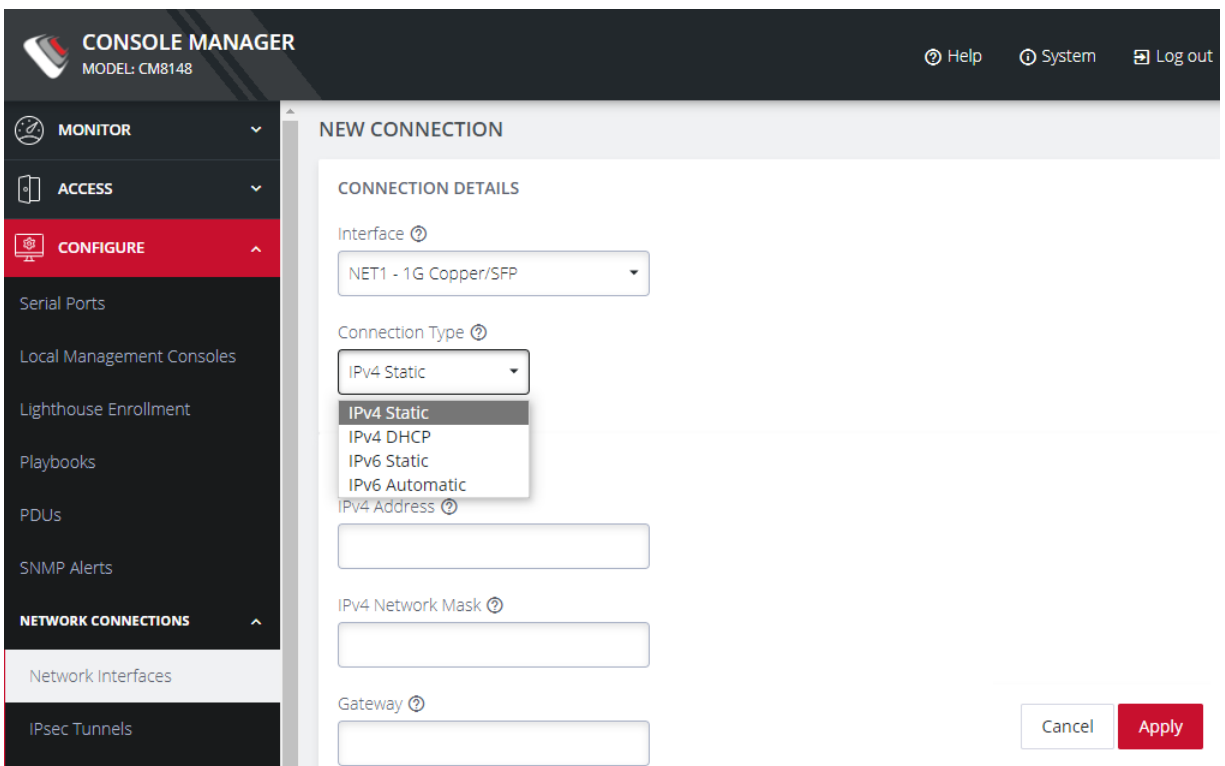 CONSOLE MANAGER
MODEL: CM8148
Help
System
Log out
MONITOR
ACCESS
CONFIGURE
Serial Ports
Local Management Consoles
Lighthouse Enrollment
Playbooks
PDUs
SNMP Alerts
NETWORK CONNECTIONS
Network Interfaces
IPsec Tunnels
NEW CONNECTION
CONNECTION DETAILS
Interface
NET1 - 1G Copper/SFP
Connection Type
IPv4 Static
IPv4 Static
IPv4 DHCP
IPv6 Static
IPv6 Automatic
IPv4 Address
IPv4 Network Mask
Gateway
Cancel
Apply